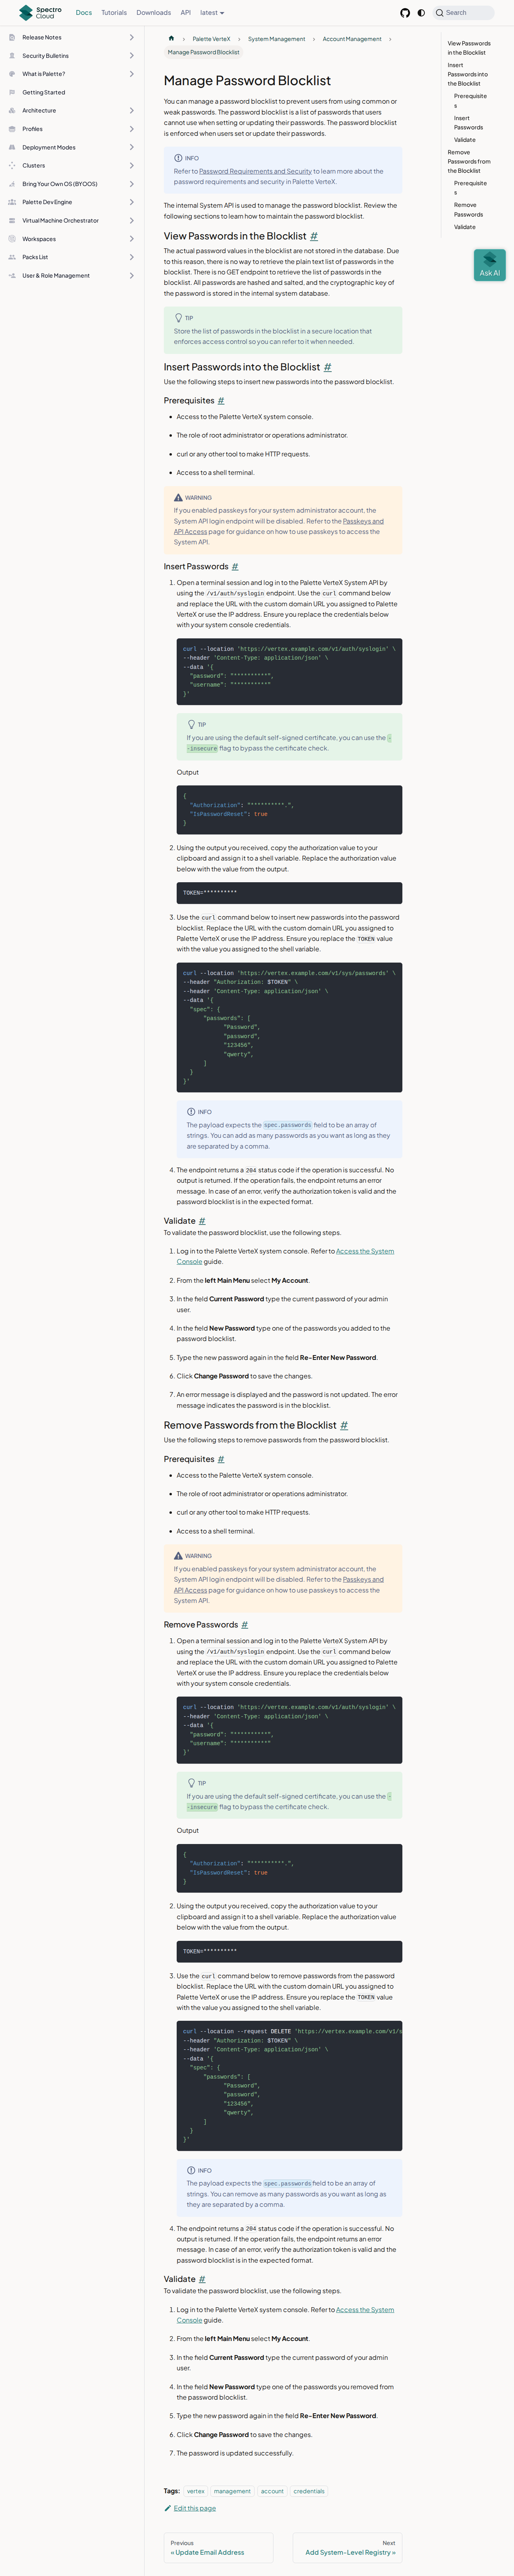 Spectro Cloud
Docs
Tutorials
Downloads
API
latest
Search
Release Notes
Security Bulletins
What is Palette?
Getting Started
Architecture
Profiles
Deployment Modes
Clusters
Bring Your Own OS (BYOOS)
Palette Dev Engine
Virtual Machine Orchestrator
Workspaces
Packs List
User & Role Management
Palette VerteX
System Management
Account Management
Manage Password Blocklist
View Passwords in the Blocklist
Insert Passwords into the Blocklist
Prerequisites
Insert Passwords
Validate
Remove Passwords from the Blocklist
Prerequisites
Remove Passwords
Validate
Ask AI
Manage Password Blocklist
You can manage a password blocklist to prevent users from using common or weak passwords. The password blocklist is a list of passwords that users cannot use when setting or updating their passwords. The password blocklist is enforced when users set or update their passwords.
INFO
Refer to Password Requirements and Security to learn more about the password requirements and security in Palette VerteX.
The internal System API is used to manage the password blocklist. Review the following sections to learn how to maintain the password blocklist.
View Passwords in the Blocklist #
The actual password values in the blocklist are not stored in the database. Due to this reason, there is no way to retrieve the plain text list of passwords in the blocklist. There is no GET endpoint to retrieve the list of passwords in the blocklist. All passwords are hashed and salted, and the cryptographic key of the password is stored in the internal system database.
TIP
Store the list of passwords in the blocklist in a secure location that enforces access control so you can refer to it when needed.
Insert Passwords into the Blocklist #
Use the following steps to insert new passwords into the password blocklist.
Prerequisites #
Access to the Palette VerteX system console.
The role of root administrator or operations administrator.
curl or any other tool to make HTTP requests.
Access to a shell terminal.
WARNING
If you enabled passkeys for your system administrator account, the System API login endpoint will be disabled. Refer to the Passkeys and API Access page for guidance on how to use passkeys to access the System API.
Insert Passwords #
1. Open a terminal session and log in to the Palette VerteX System API by using the /v1/auth/syslogin endpoint. Use the curl command below and replace the URL with the custom domain URL you assigned to Palette VerteX or use the IP address. Ensure you replace the credentials below with your system console credentials.
curl --location 'https://vertex.example.com/v1/auth/syslogin' \
--header 'Content-Type: application/json' \
--data '{
"password": "**********",
"username": "**********"
}'
TIP
If you are using the default self-signed certificate, you can use the --insecure flag to bypass the certificate check.
Output
{
"Authorization": "**********.",
"IsPasswordReset": true
}
2. Using the output you received, copy the authorization value to your clipboard and assign it to a shell variable. Replace the authorization value below with the value from the output.
TOKEN=**********
3. Use the curl command below to insert new passwords into the password blocklist. Replace the URL with the custom domain URL you assigned to Palette VerteX or use the IP address. Ensure you replace the TOKEN value with the value you assigned to the shell variable.
curl --location 'https://vertex.example.com/v1/sys/passwords' \
--header "Authorization: $TOKEN" \
--header 'Content-Type: application/json' \
--data '{
"spec": {
"passwords": [
"Password",
"password",
"123456",
"qwerty",
]
}
}'
INFO
The payload expects the spec.passwords field to be an array of strings. You can add as many passwords as you want as long as they are separated by a comma.
4. The endpoint returns a 204 status code if the operation is successful. No output is returned. If the operation fails, the endpoint returns an error message. In case of an error, verify the authorization token is valid and the password blocklist is in the expected format.
Validate #
To validate the password blocklist, use the following steps.
1. Log in to the Palette VerteX system console. Refer to Access the System Console guide.
2. From the left Main Menu select My Account.
3. In the field Current Password type the current password of your admin user.
4. In the field New Password type one of the passwords you added to the password blocklist.
5. Type the new password again in the field Re-Enter New Password.
6. Click Change Password to save the changes.
7. An error message is displayed and the password is not updated. The error message indicates the password is in the blocklist.
Remove Passwords from the Blocklist #
Use the following steps to remove passwords from the password blocklist.
Prerequisites #
Access to the Palette VerteX system console.
The role of root administrator or operations administrator.
curl or any other tool to make HTTP requests.
Access to a shell terminal.
WARNING
If you enabled passkeys for your system administrator account, the System API login endpoint will be disabled. Refer to the Passkeys and API Access page for guidance on how to use passkeys to access the System API.
Remove Passwords #
1. Open a terminal session and log in to the Palette VerteX System API by using the /v1/auth/syslogin endpoint. Use the curl command below and replace the URL with the custom domain URL you assigned to Palette VerteX or use the IP address. Ensure you replace the credentials below with your system console credentials.
curl --location 'https://vertex.example.com/v1/auth/syslogin' \
--header 'Content-Type: application/json' \
--data '{
"password": "**********",
"username": "**********"
}'
TIP
If you are using the default self-signed certificate, you can use the --insecure flag to bypass the certificate check.
Output
{
"Authorization": "**********.",
"IsPasswordReset": true
}
2. Using the output you received, copy the authorization value to your clipboard and assign it to a shell variable. Replace the authorization value below with the value from the output.
TOKEN=**********
3. Use the curl command below to remove passwords from the password blocklist. Replace the URL with the custom domain URL you assigned to Palette VerteX or use the IP address. Ensure you replace the TOKEN value with the value you assigned to the shell variable.
curl --location --request DELETE 'https://vertex.example.com/v1/s
--header "Authorization: $TOKEN" \
--header 'Content-Type: application/json' \
--data '{
"spec": {
"passwords": [
"Password",
"password",
"123456",
"qwerty",
]
}
}'
INFO
The payload expects the spec.passwords field to be an array of strings. You can remove as many passwords as you want as long as they are separated by a comma.
4. The endpoint returns a 204 status code if the operation is successful. No output is returned. If the operation fails, the endpoint returns an error message. In case of an error, verify the authorization token is valid and the password blocklist is in the expected format.
Validate #
To validate the password blocklist, use the following steps.
1. Log in to the Palette VerteX system console. Refer to Access the System Console guide.
2. From the left Main Menu select My Account.
3. In the field Current Password type the current password of your admin user.
4. In the field New Password type one of the passwords you removed from the password blocklist.
5. Type the new password again in the field Re-Enter New Password.
6. Click Change Password to save the changes.
7. The password is updated successfully.
Tags: vertex management account credentials
Edit this page
Previous
« Update Email Address
Next
Add System-Level Registry »